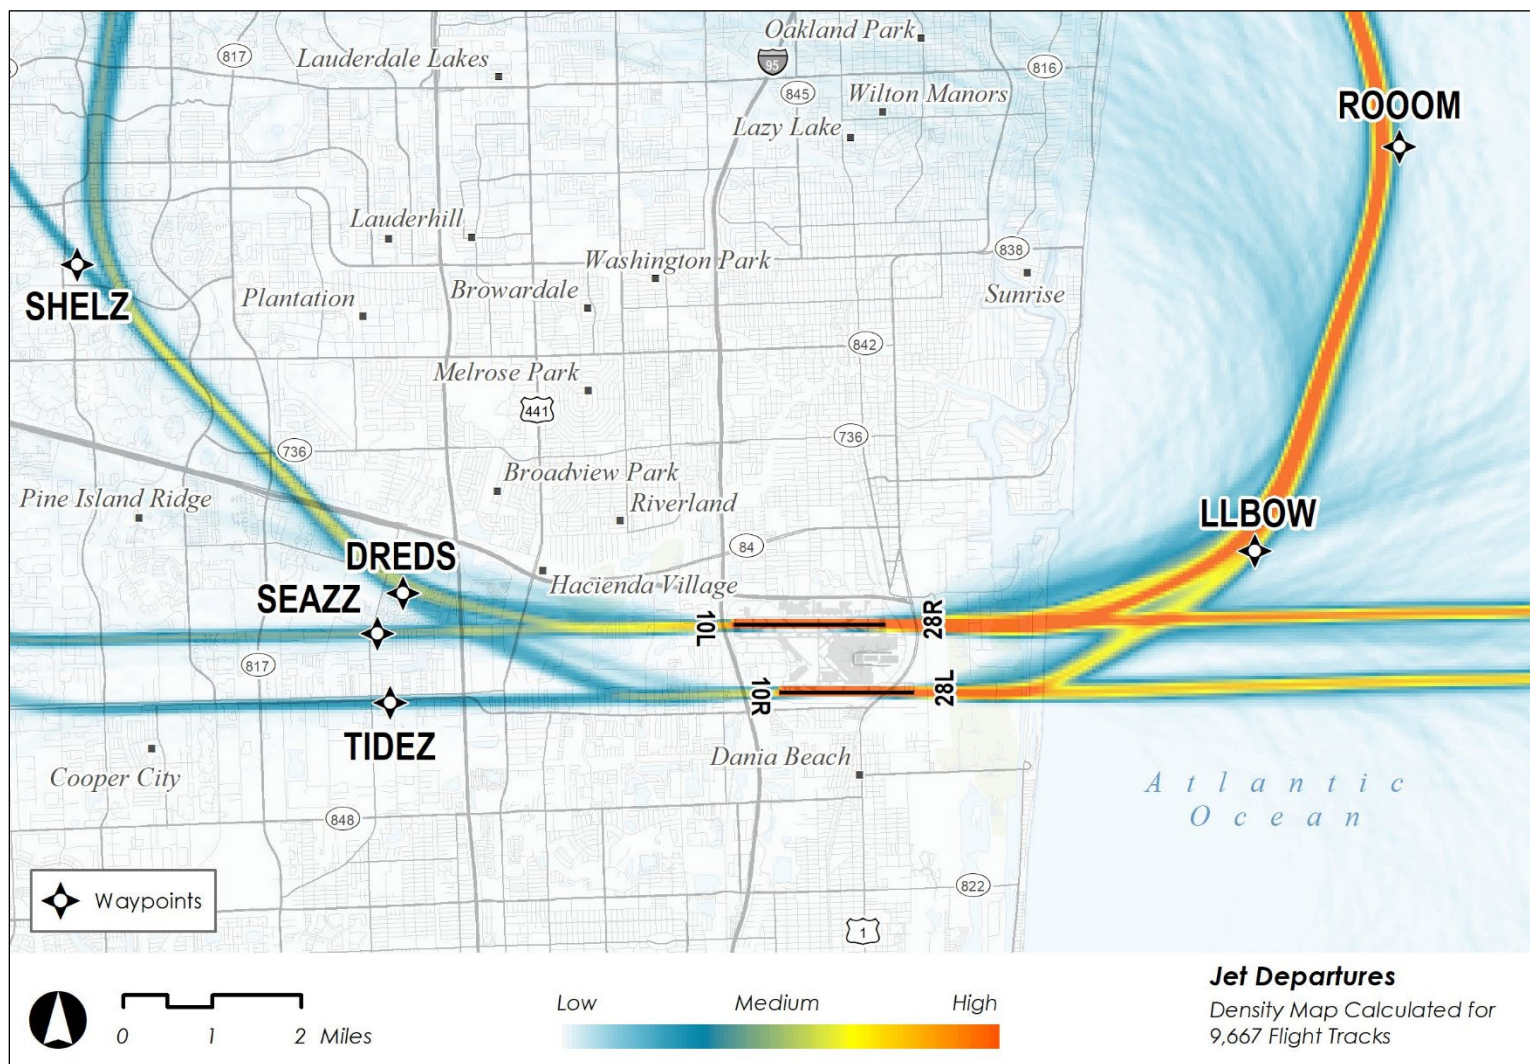 Oakland Park
Lauderdale Lakes
817
95
816
845
Wilton Manors
Lazy Lake
ROOOM
Lauderhill
838
Washington Park
SHELZ
Plantation
Browardale
Sunrise
842
Melrose Park
441
736
736
Broadview Park
Pine Island Ridge
Riverland
LLBOW
84
DREDS
Hacienda Village
SEAZZ
10L
28R
817
10R
28L
TIDEZ
Dania Beach
Cooper City
Atlantic
Ocean
848
822
Waypoints
1
Jet Departures
Low Medium High
Density Map Calculated for
9,667 Flight Tracks
0 1 2 Miles